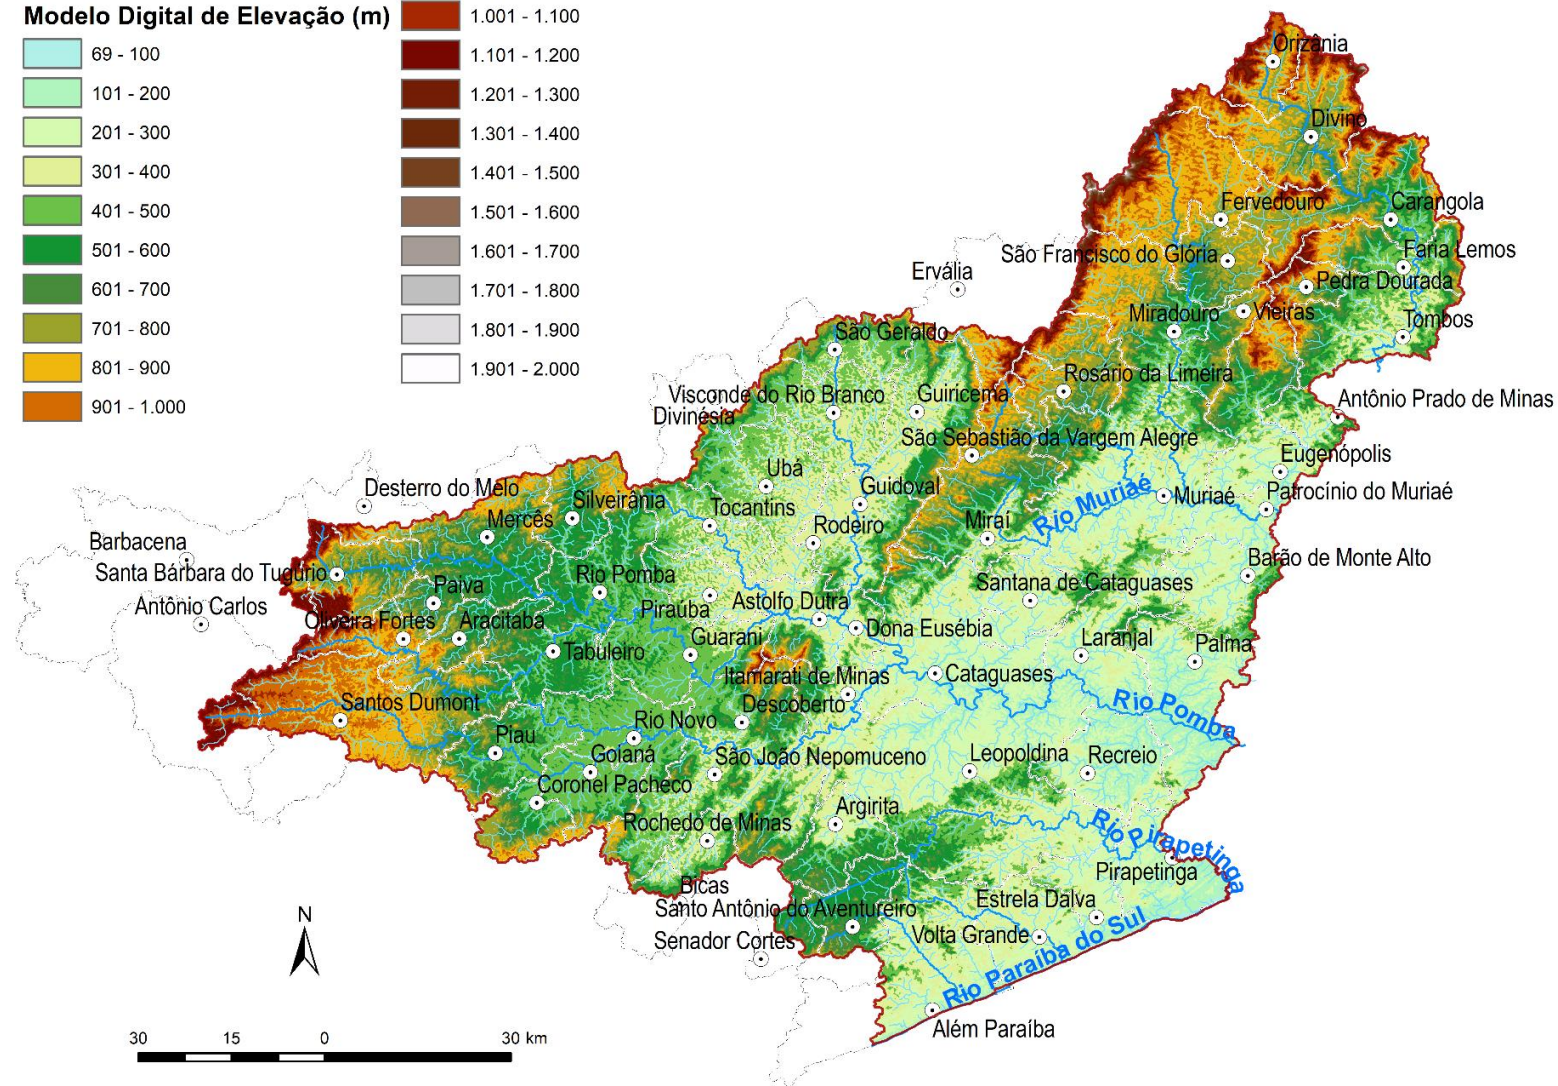 Modelo Digital de Elevação (m)
69 - 100
101 - 200
201 - 300
301 - 400
401 - 500
501 - 600
601 - 700
701 - 800
801 - 900
901 - 1.000
1.001 - 1.100
1.101 - 1.200
1.201 - 1.300
1.301 - 1.400
1.401 - 1.500
1.501 - 1.600
1.601 - 1.700
1.701 - 1.800
1.801 - 1.900
1.901 - 2.000
Orizânia
Divino
Fervedouro
Carangola
São Francisco do Glória
Faria Lemos
Ervália
Pedra Dourada
Miradouro
Vieiras
Tombos
São Geraldo
Rosário da Limeira
Visconde do Rio Branco
Guiricema
Antônio Prado de Minas
Divinésia
São Sebastião da Vargem Alegre
Eugenópolis
Ubá
Desterro do Melo
Guidoval
Rio Muriaé
Muriaé
Patrocínio do Muriaé
Silveirânia
Tocantins
Mercês
Rodeiro
Miraí
Barbacena
Barão de Monte Alto
Santa Bárbara do Tugúrio
Paiva
Rio Pomba
Santana de Cataguases
Antônio Carlos
Piraúba
Astolfo Dutra
Oliveira Fortes
Aracitaba
Dona Eusébia
Guarani
Laranjal
Palma
Tabuleiro
Itamarati de Minas
Cataguases
Santos Dumont
Descoberto
Rio Pomba
Rio Novo
Piau
Goianá
São João Nepomuceno
Leopoldina
Recreio
Coronel Pacheco
Argirita
Rochedo de Minas
Rio Pirapetinga
Pirapetinga
Bicas
Santo Antônio do Aventureiro
Estrela Dalva
Senador Cortes
Volta Grande
Rio Paraíba do Sul
Além Paraíba
N
30 15 0 30 km